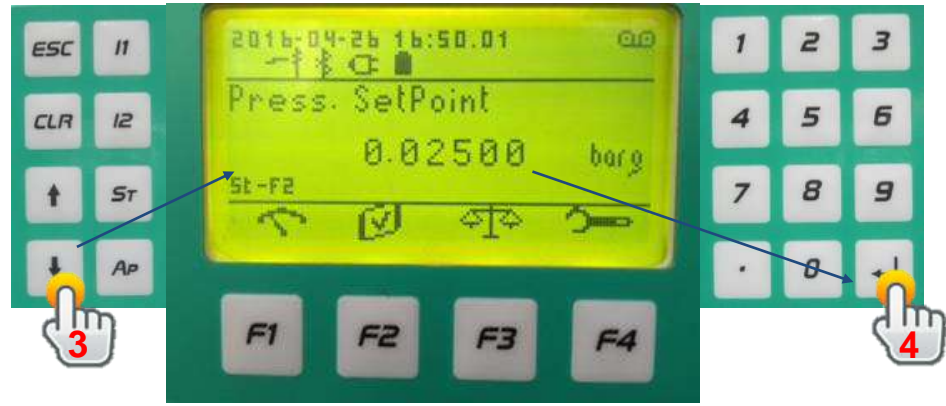 ESC I1
CLR I2
ST
AP
3
2016-04-26 16:50.01
Press. SetPoint
0.02500 barg
St-F2
F1 F2 F3 F4
1 2 3
4 5 6
7 8 9
. 0
4